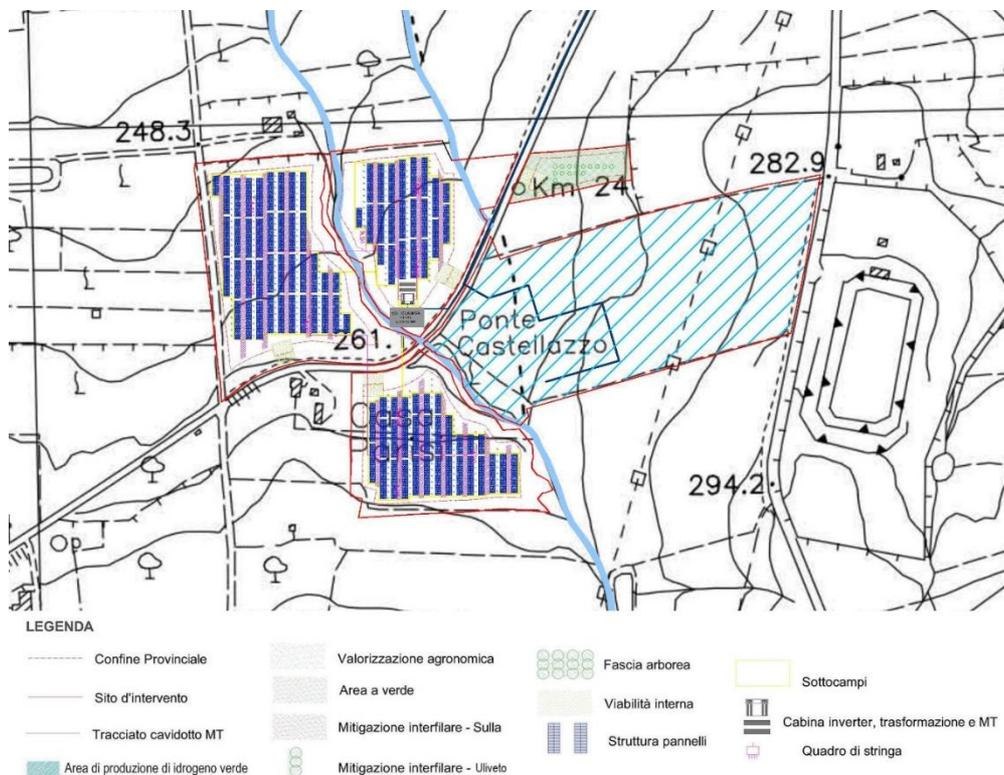 248.3
282.9
Km 24
Ponte
Castellazzo
261.
Casa
294.2
Op
LEGENDA
Confine Provinciale
Sito d'intervento
Tracciato cavidotto MT
Area di produzione di idrogeno verde
Valorizzazione agronomica
Area a verde
Mitigazione interfilare - Sulla
Mitigazione interfilare - Uliveto
Fascia arborea
Viabilità interna
Struttura pannelli
Sottocampi
Cabina inverter, trasformazione e MT
Quadro di stringa